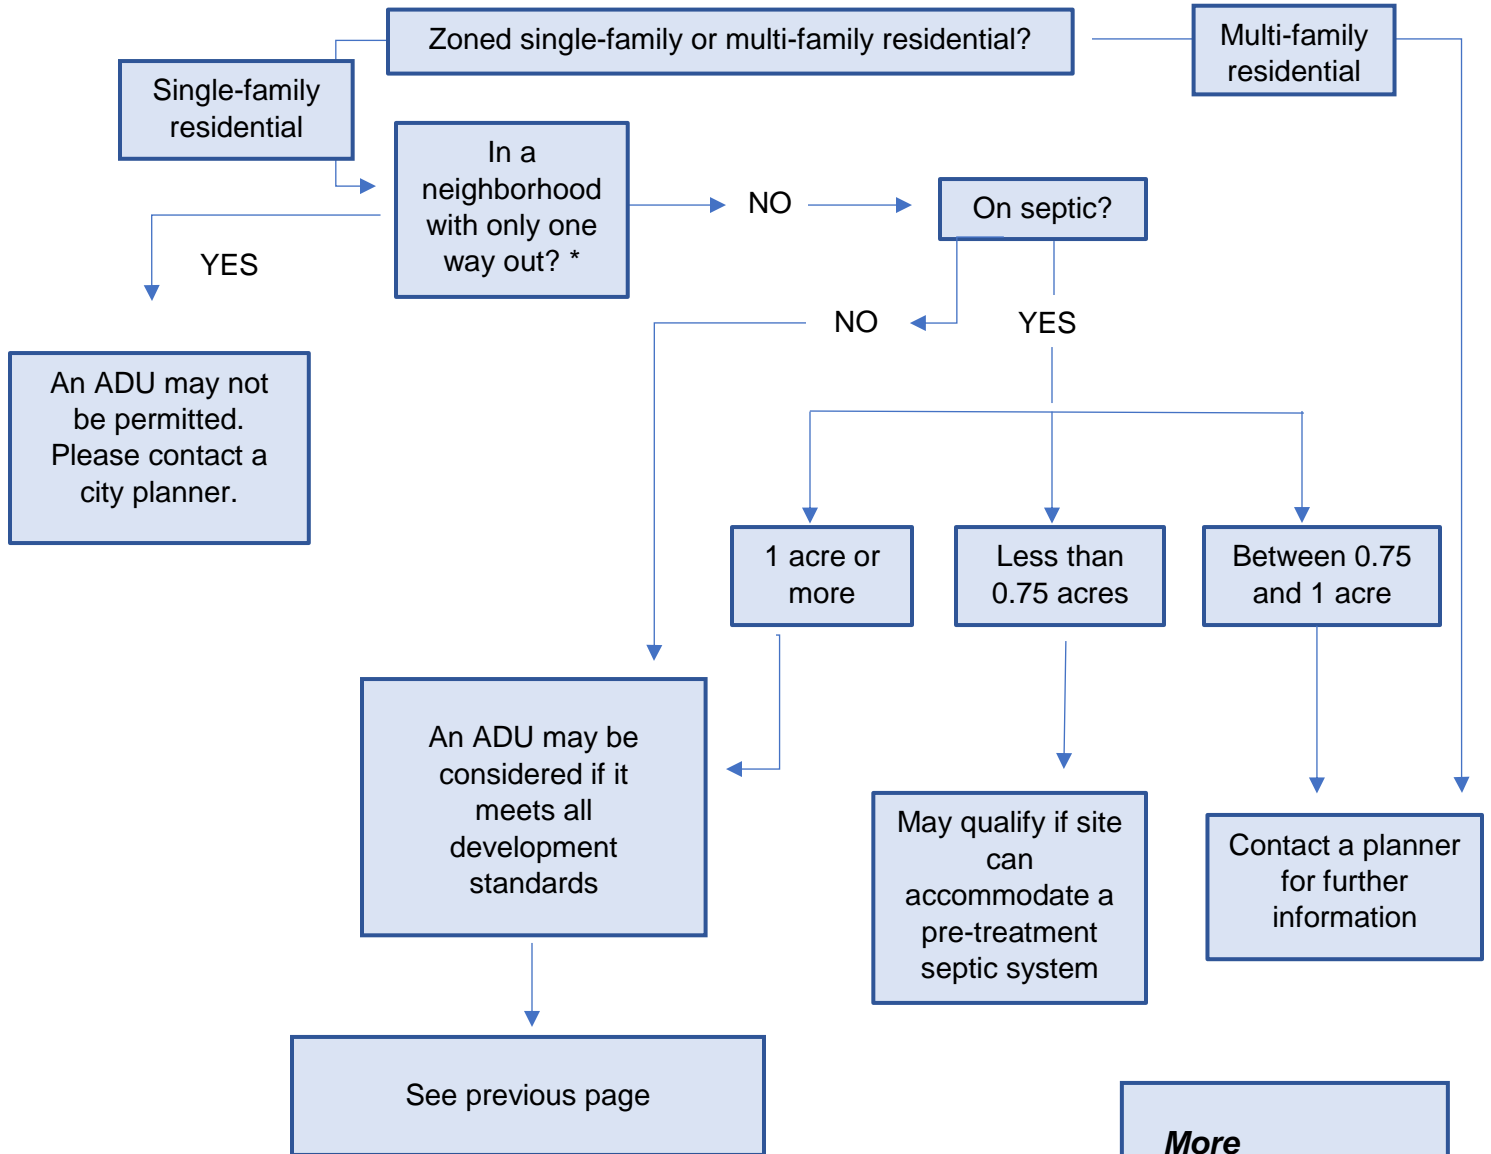 Zoned single-family or multi-family residential?
Multi-family
residential
Single-family
residential
In a
neighborhood
with only one
way out? *
NO
On septic?
YES
NO
YES
An ADU may not
be permitted.
Please contact a
city planner.
1 acre or
more
Less than
0.75 acres
Between 0.75
and 1 acre
An ADU may be
considered if it
meets all
development
standards
May qualify if site
can
accommodate a
pre-treatment
septic system
Contact a planner
for further
information
See previous page
More